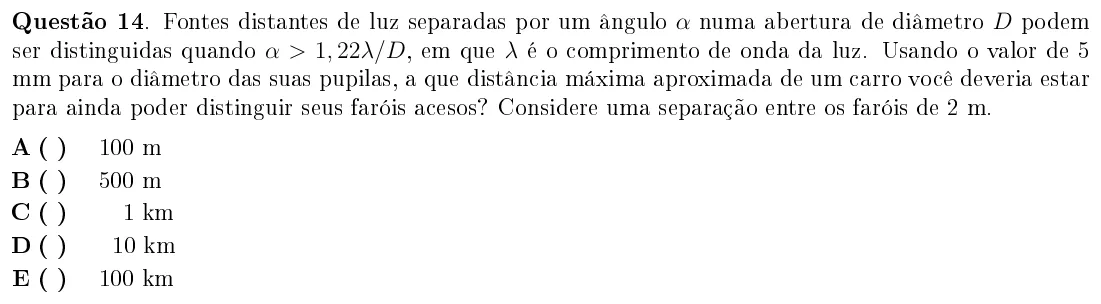 Questão 14. Fontes distantes de luz separadas por um ângulo α numa abertura de diâmetro D podem
ser distinguidas quando α > 1, 22λ/D, em que λ é o comprimento de onda da luz. Usando o valor de 5
mm para o diâmetro das suas pupilas, a que distância máxima aproximada de um carro você deveria estar
para ainda poder distinguir seus faróis acesos? Considere uma separação entre os faróis de 2 m.
A ( ) 100 m
B ( ) 500 m
C ( ) 1 km
D ( ) 10 km
E ( ) 100 km